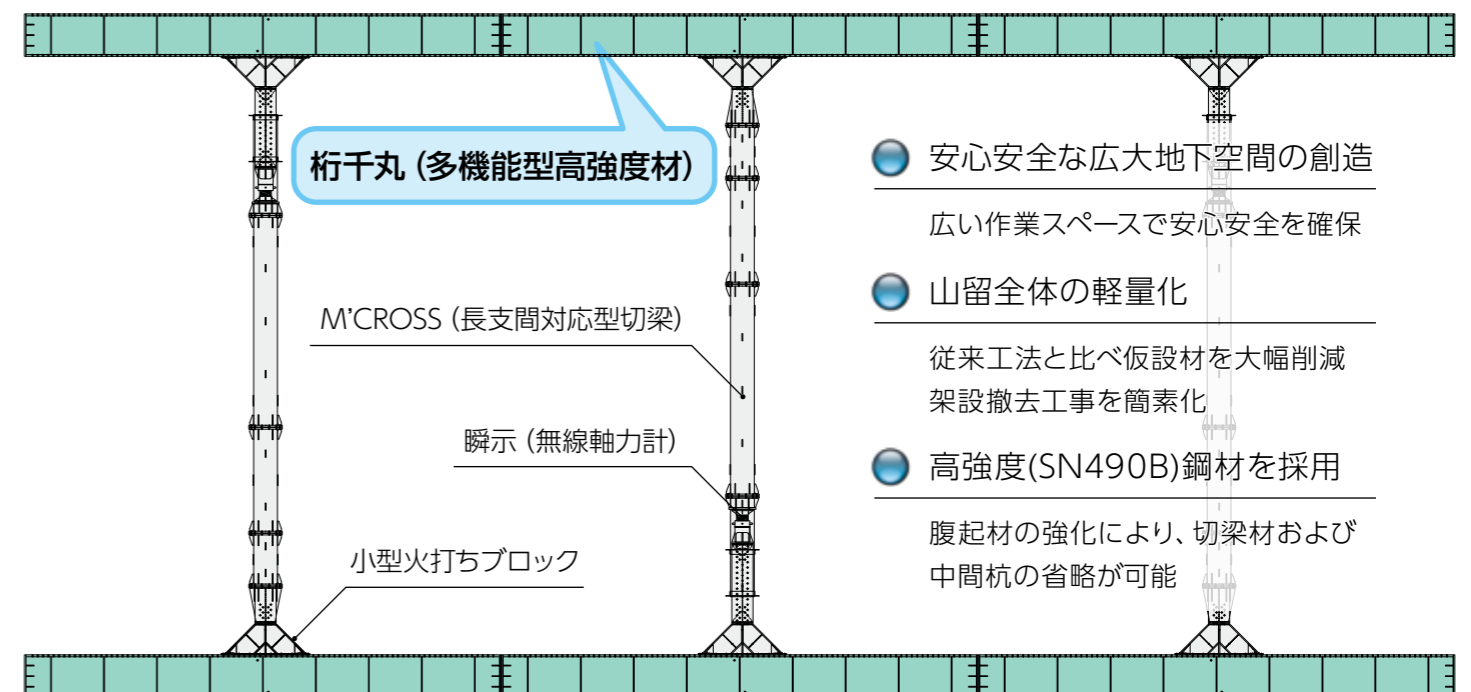 桁千丸（多機能型高強度材）
M'CROSS（長支間対応型切梁）
瞬示（無線軸力計）
小型火打ちブロック
安心安全な広大地下空間の創造
広い作業スペースで安心安全を確保
山留全体の軽量化
従来工法と比べ仮設材を大幅削減
架設撤去工事を簡素化
高強度(SN490B)鋼材を採用
腹起材の強化により、切梁材および
中間杭の省略が可能